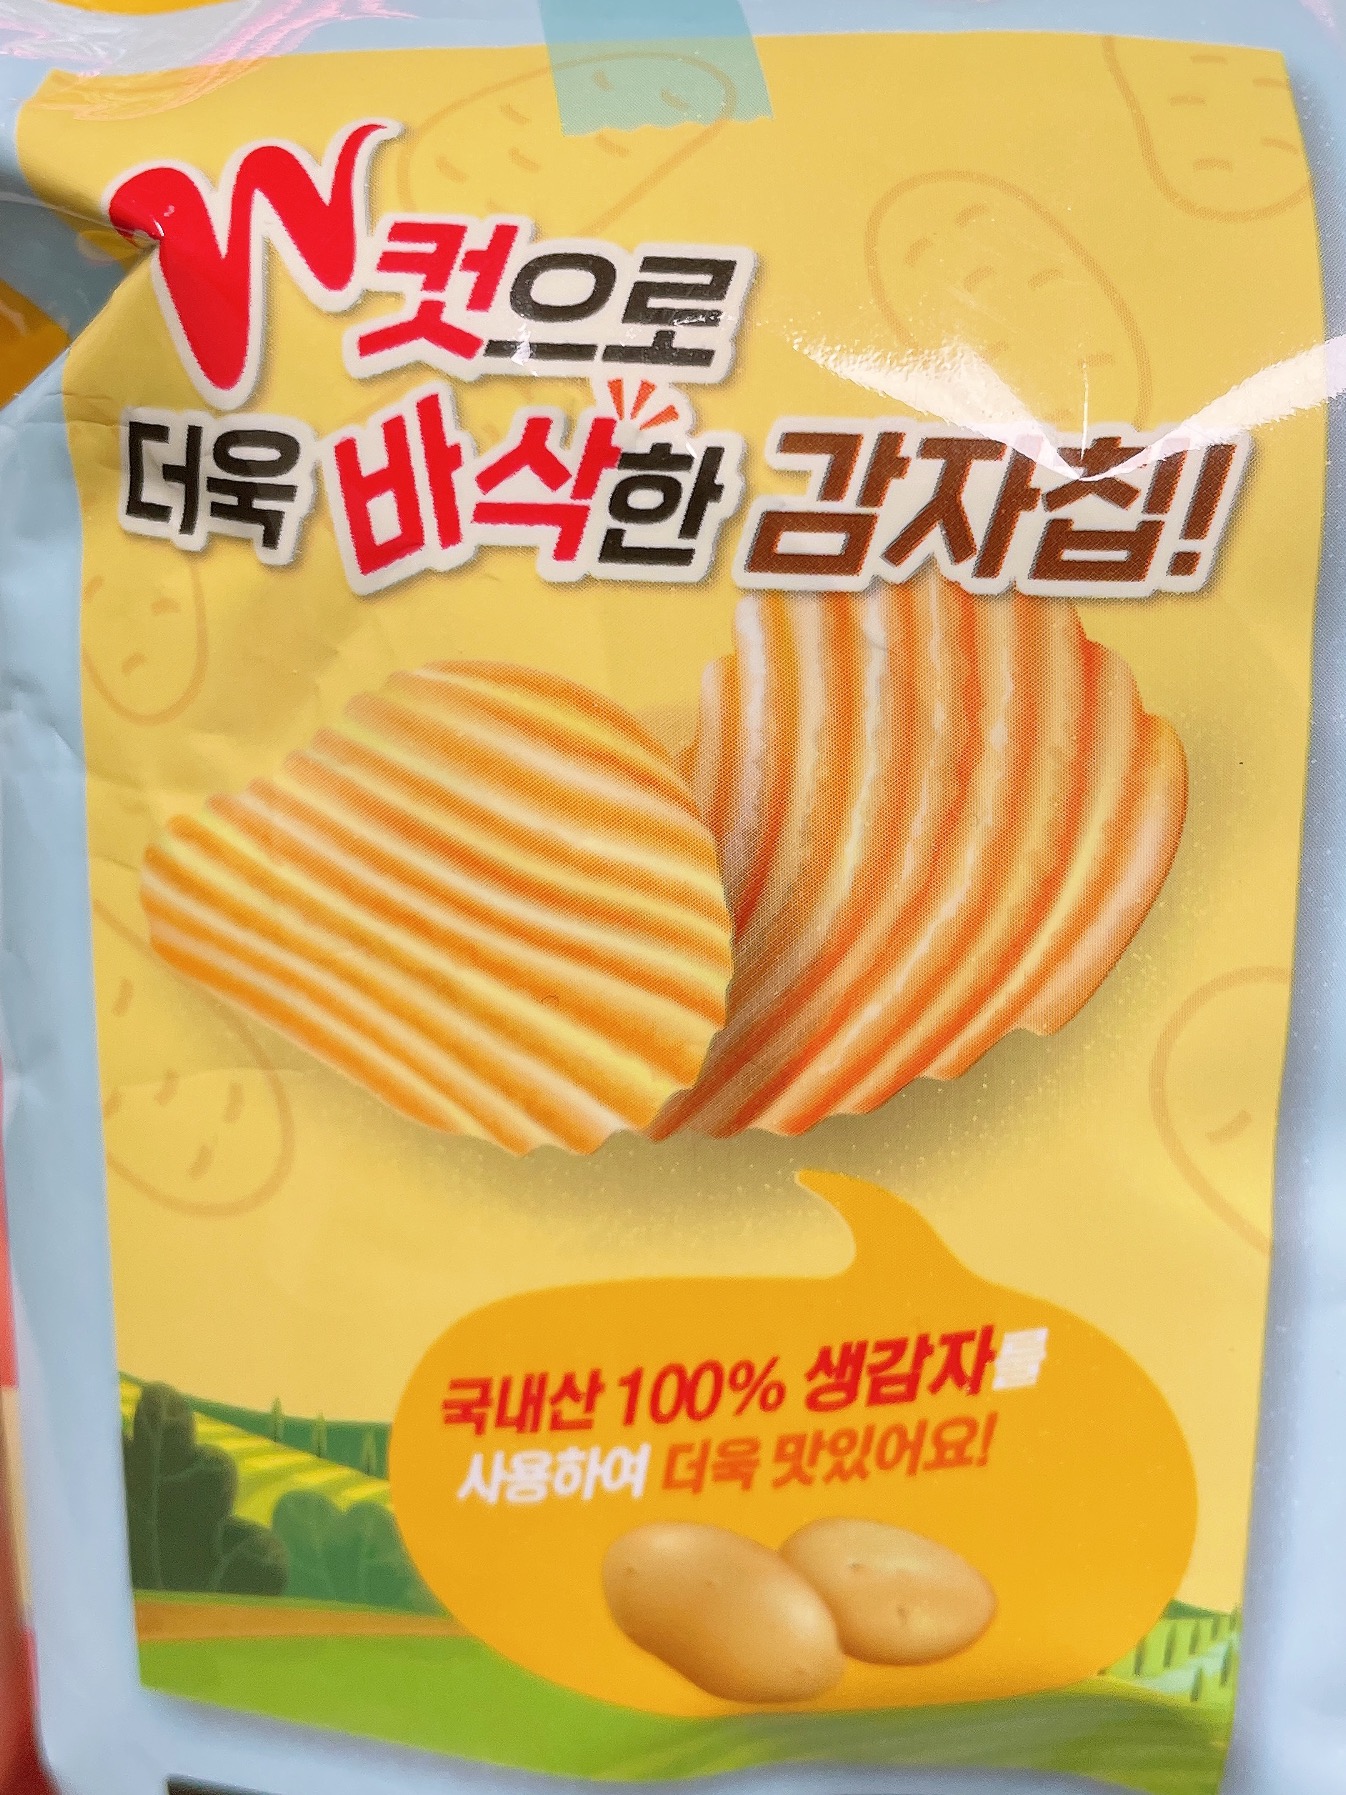 W컷으로
더욱 바삭한 감자칩!
국내산 100% 생감자를
사용하여 더욱 맛있어요!